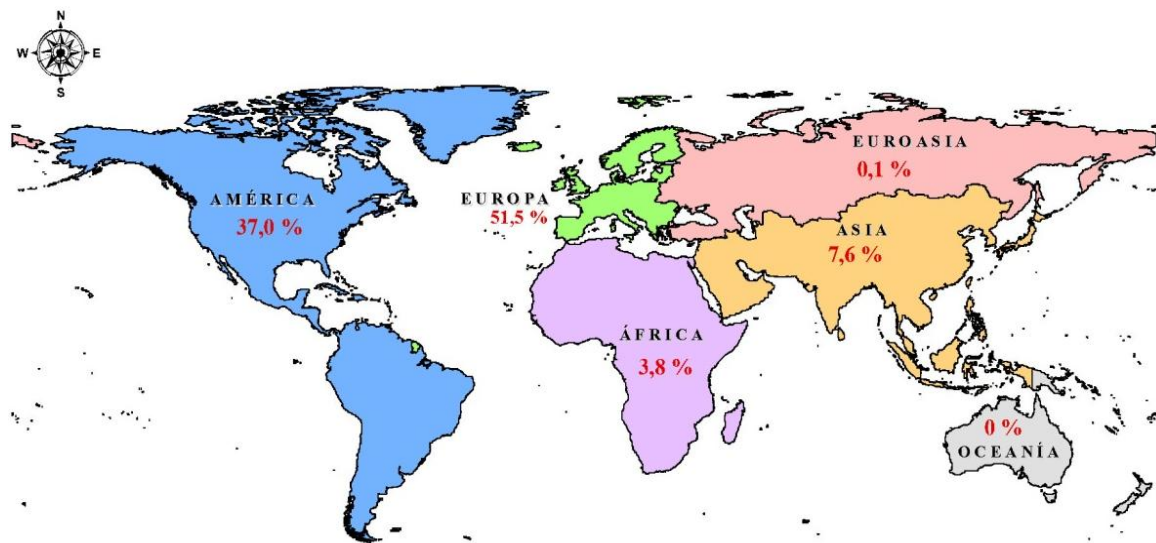 N
W E
S
EUROASIA
0,1 %
AMÉRICA
37,0 %
EUROPA
51,5 %
ASIA
7,6 %
ÁFRICA
3,8 %
0 %
OCEANÍA